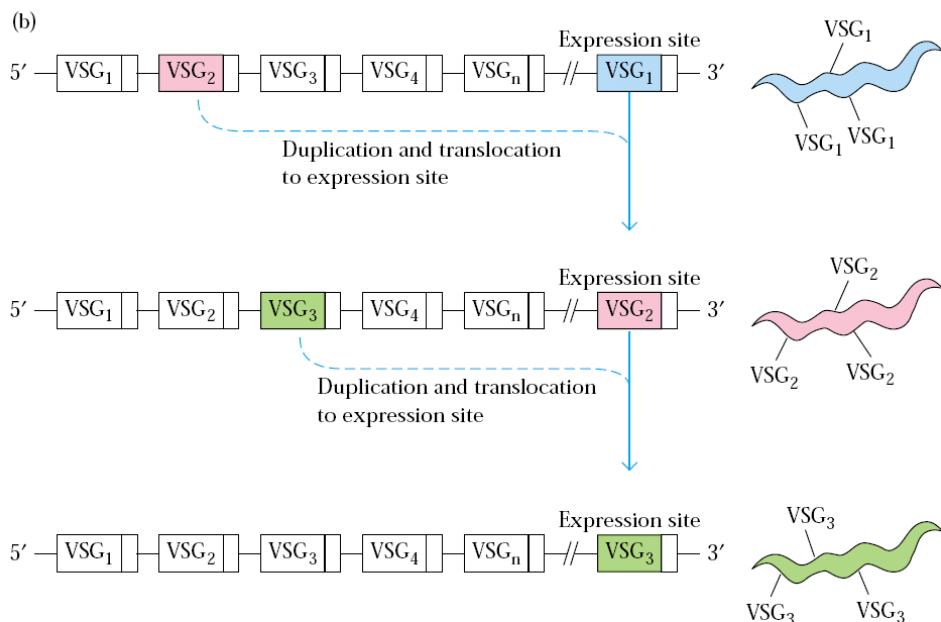 (b)
Expression site
5′ VSG₁ VSG₂ VSG₃ VSG₄ VSGₙ // VSG₁ 3′
VSG₁
VSG₁
VSG₁
Duplication and translocation
to expression site
Expression site
5′ VSG₁ VSG₂ VSG₃ VSG₄ VSGₙ // VSG₂ 3′
VSG₂
VSG₂
VSG₂
Duplication and translocation
to expression site
Expression site
5′ VSG₁ VSG₂ VSG₃ VSG₄ VSGₙ // VSG₃ 3′
VSG₃
VSG₃
VSG₃